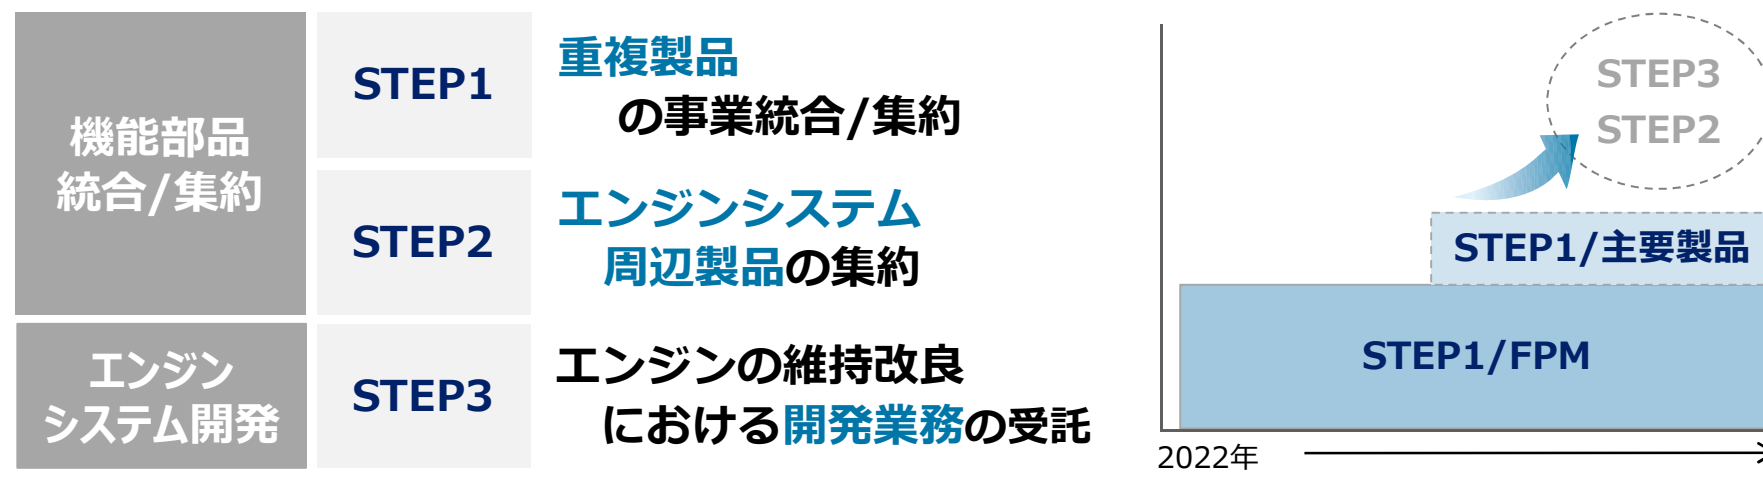 機能部品
統合/集約
STEP1
重複製品
の事業統合/集約
STEP2
エンジンシステム
周辺製品の集約
エンジン
システム開発
STEP3
エンジンの維持改良
における開発業務の受託
STEP3
STEP2
STEP1/主要製品
STEP1/FPM
2022年